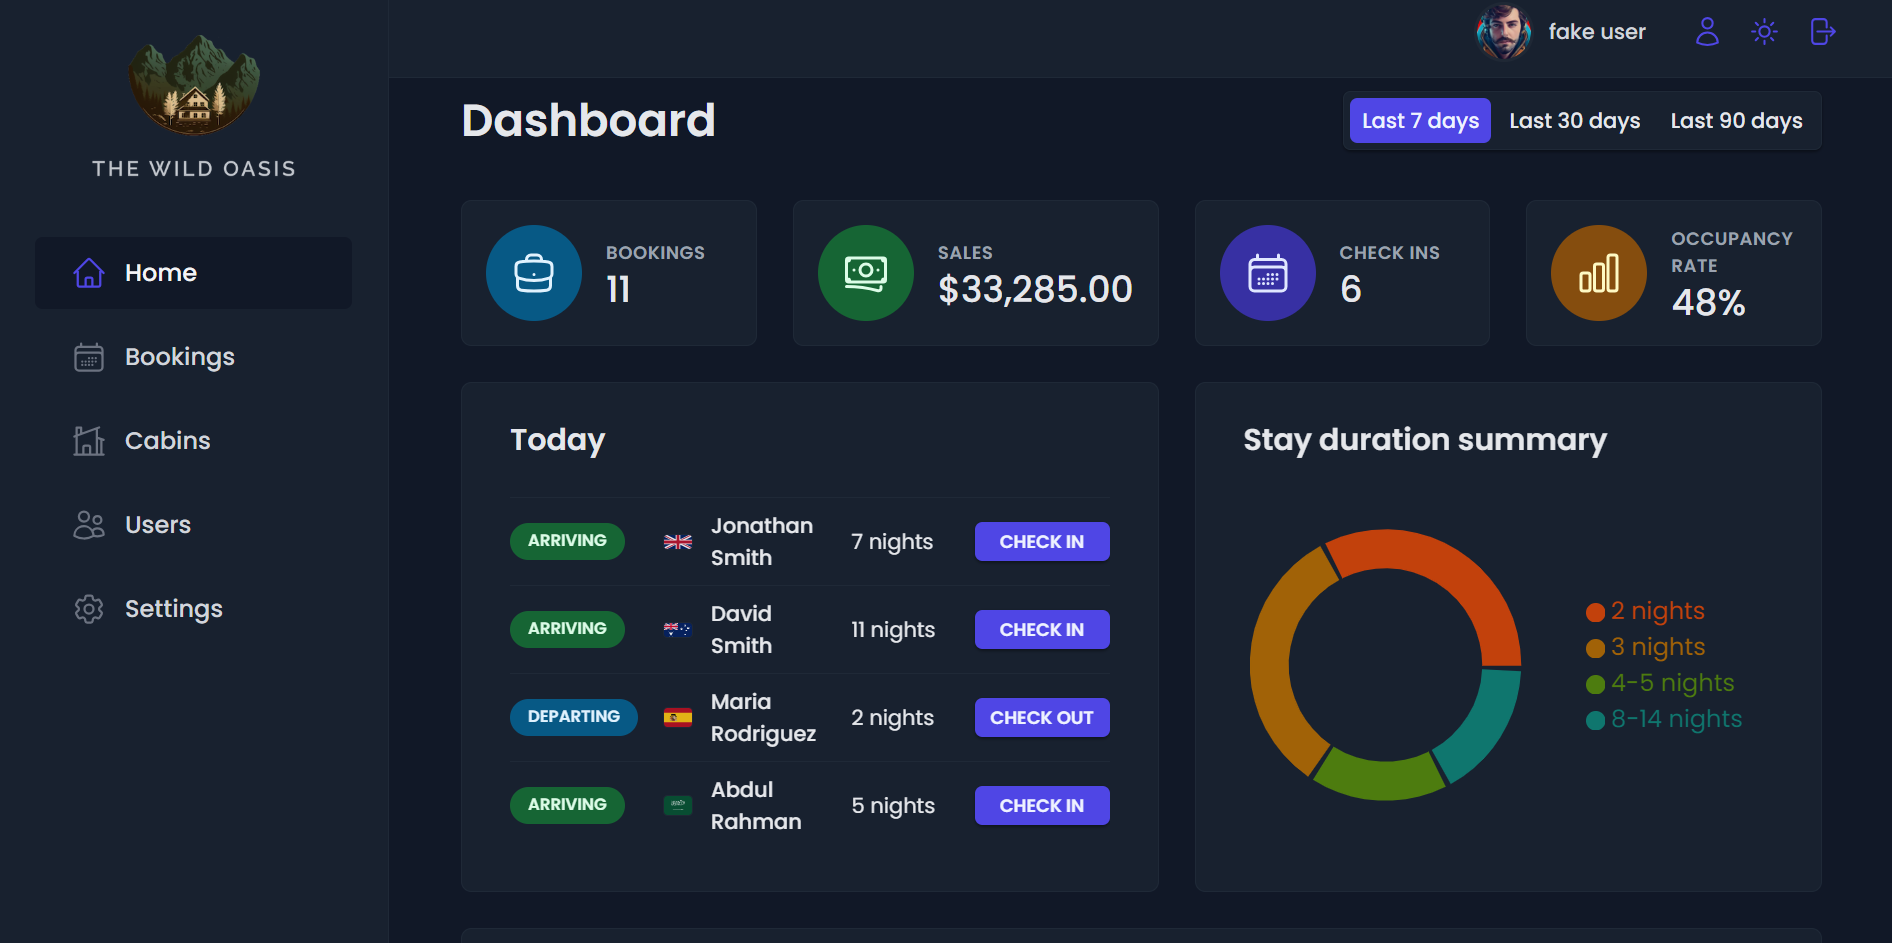 THE WILD OASIS
Home
Bookings
Cabins
Users
Settings
fake user
Dashboard
Last 7 days Last 30 days Last 90 days
BOOKINGS
11
SALES
$33,285.00
CHECK INS
6
OCCUPANCY
RATE
48%
Today
ARRIVING Jonathan Smith 7 nights CHECK IN
ARRIVING David Smith 11 nights CHECK IN
DEPARTING Maria Rodriguez 2 nights CHECK OUT
ARRIVING Abdul Rahman 5 nights CHECK IN
Stay duration summary
2 nights
3 nights
4-5 nights
8-14 nights